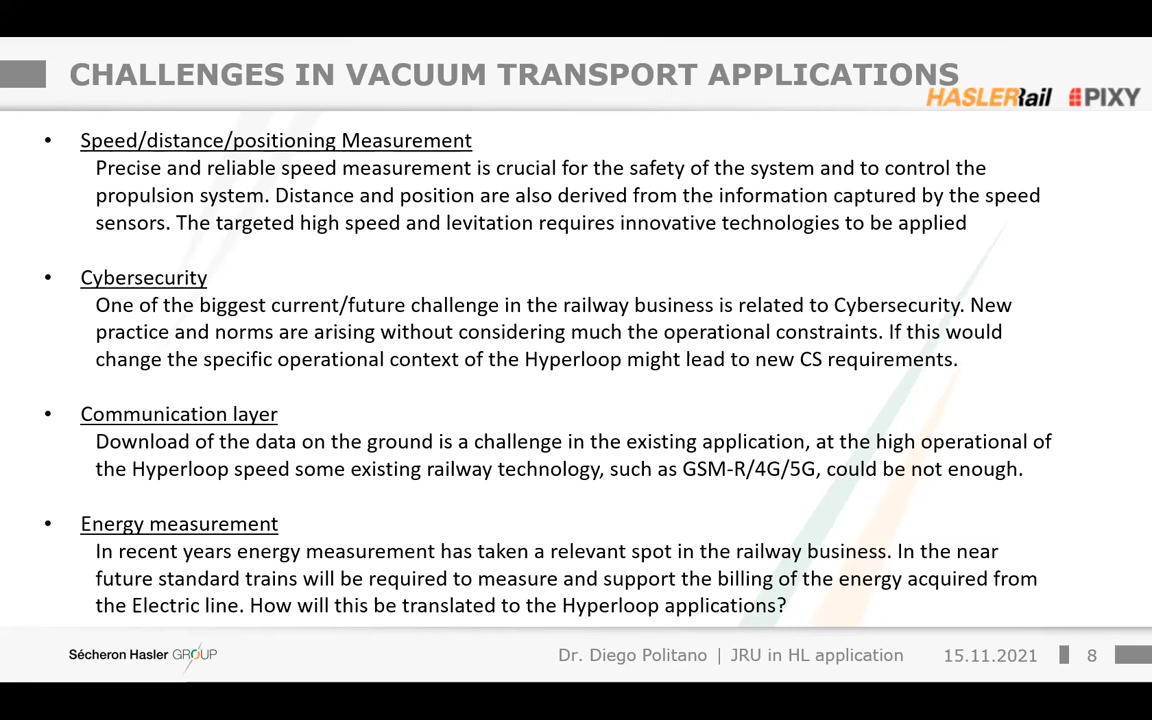 CHALLENGES IN VACUUM TRANSPORT APPLICATIONS
HASLERRail PIXY
• Speed/distance/positioning Measurement
Precise and reliable speed measurement is crucial for the safety of the system and to control the
propulsion system. Distance and position are also derived from the information captured by the speed
sensors. The targeted high speed and levitation requires innovative technologies to be applied
• Cybersecurity
One of the biggest current/future challenge in the railway business is related to Cybersecurity. New
practice and norms are arising without considering much the operational constraints. If this would
change the specific operational context of the Hyperloop might lead to new CS requirements.
• Communication layer
Download of the data on the ground is a challenge in the existing application, at the high operational of
the Hyperloop speed some existing railway technology, such as GSM-R/4G/5G, could be not enough.
• Energy measurement
In recent years energy measurement has taken a relevant spot in the railway business. In the near
future standard trains will be required to measure and support the billing of the energy acquired from
the Electric line. How will this be translated to the Hyperloop applications?
Sécheron Hasler GROUP Dr. Diego Politano | JRU in HL application 15.11.2021 8